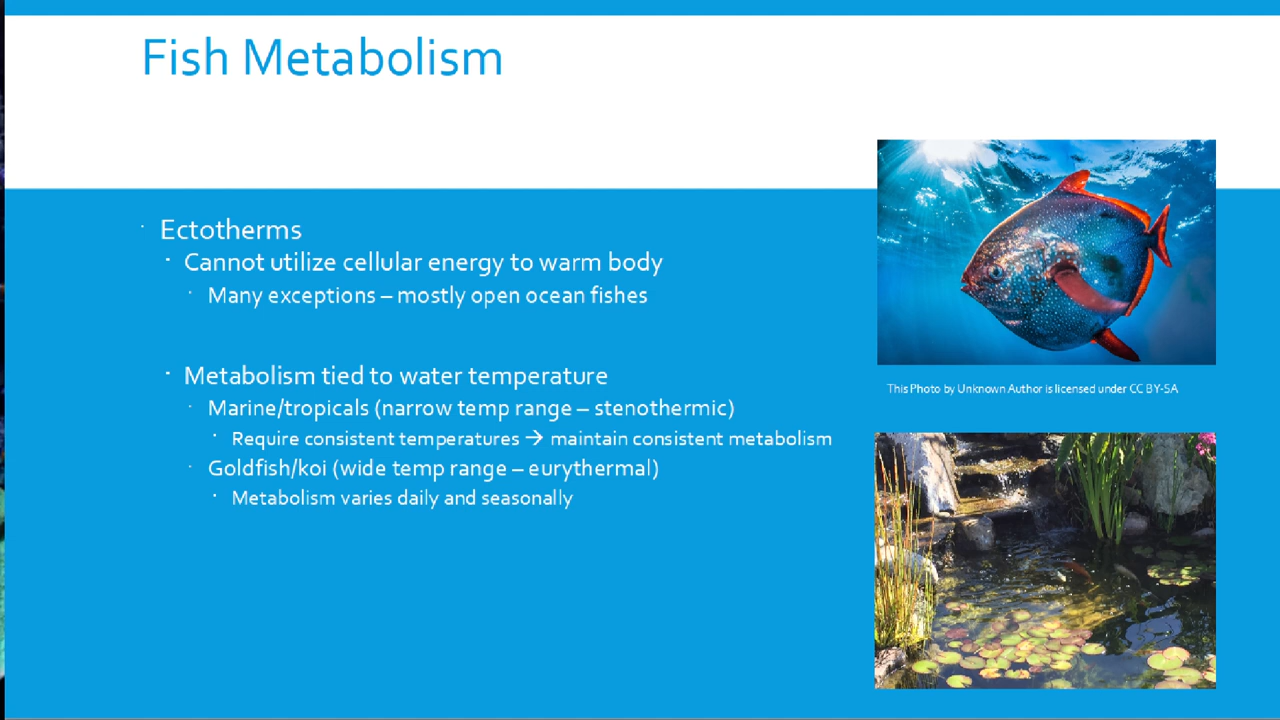 Fish Metabolism
Ectotherms
Cannot utilize cellular energy to warm body
Many exceptions – mostly open ocean fishes
Metabolism tied to water temperature
Marine/tropicals (narrow temp range – stenothermic)
Require consistent temperatures → maintain consistent metabolism
Goldfish/koi (wide temp range – eurythermal)
Metabolism varies daily and seasonally
This Photo by Unknown Author is licensed under CC BY-SA